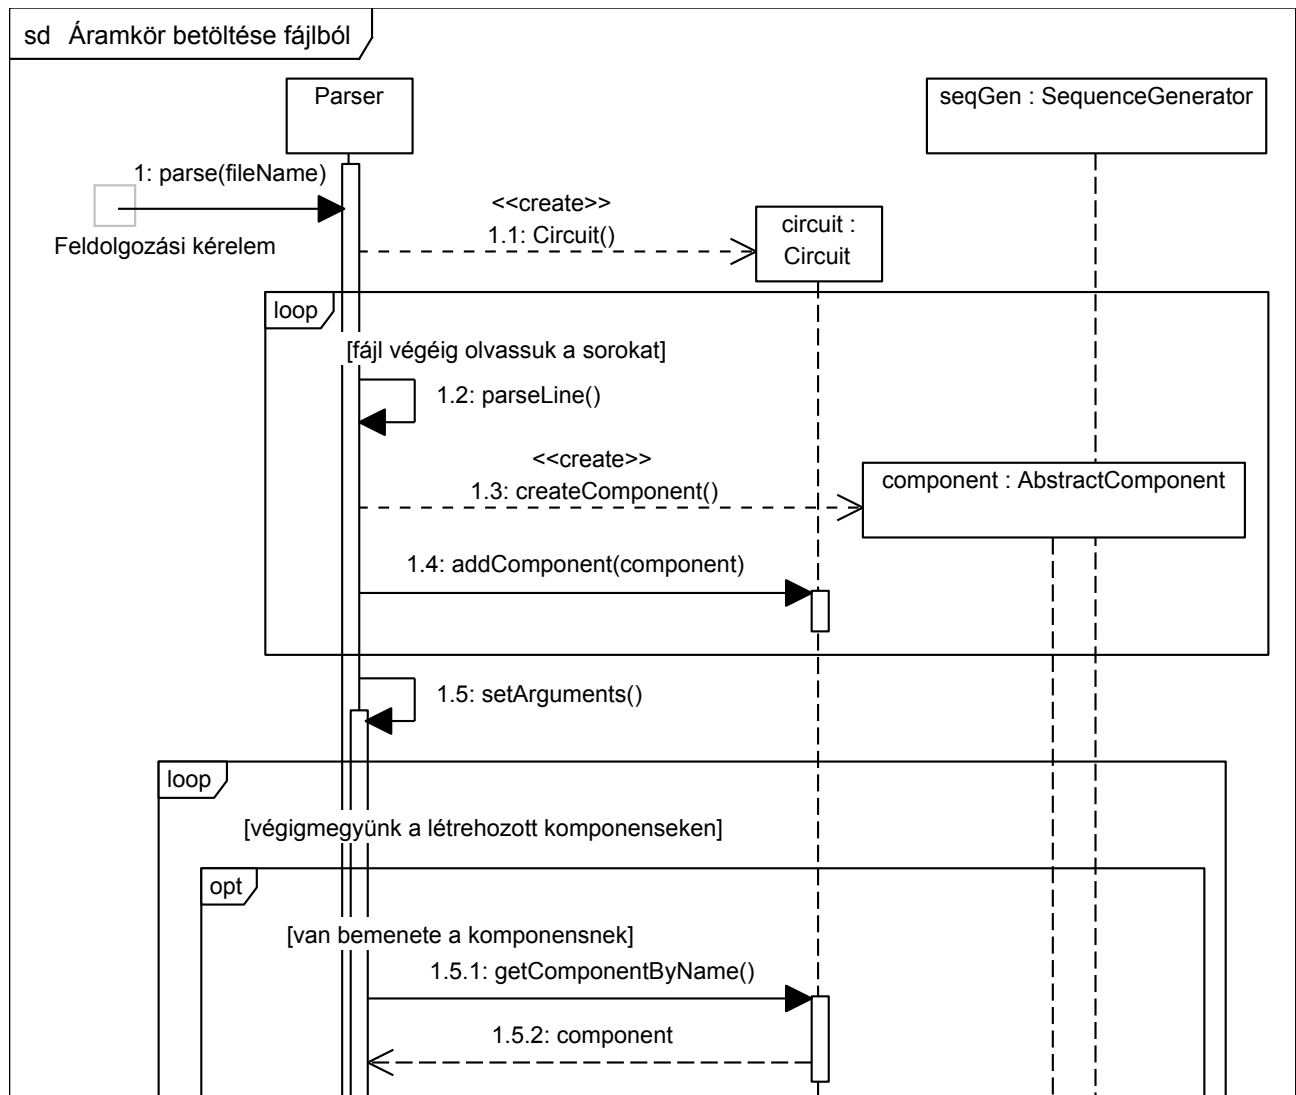 sd Áramkör betöltése fájlból
Parser
seqGen : SequenceGenerator
1: parse(fileName)
Feldolgozási kérelem
<<create>>
1.1: Circuit()
circuit :
Circuit
loop
[fájl végéig olvassuk a sorokat]
1.2: parseLine()
<<create>>
1.3: createComponent()
component : AbstractComponent
1.4: addComponent(component)
1.5: setArguments()
loop
[végigmegyünk a létrehozott komponenseken]
opt
[van bemenete a komponensnek]
1.5.1: getComponentByName()
1.5.2: component